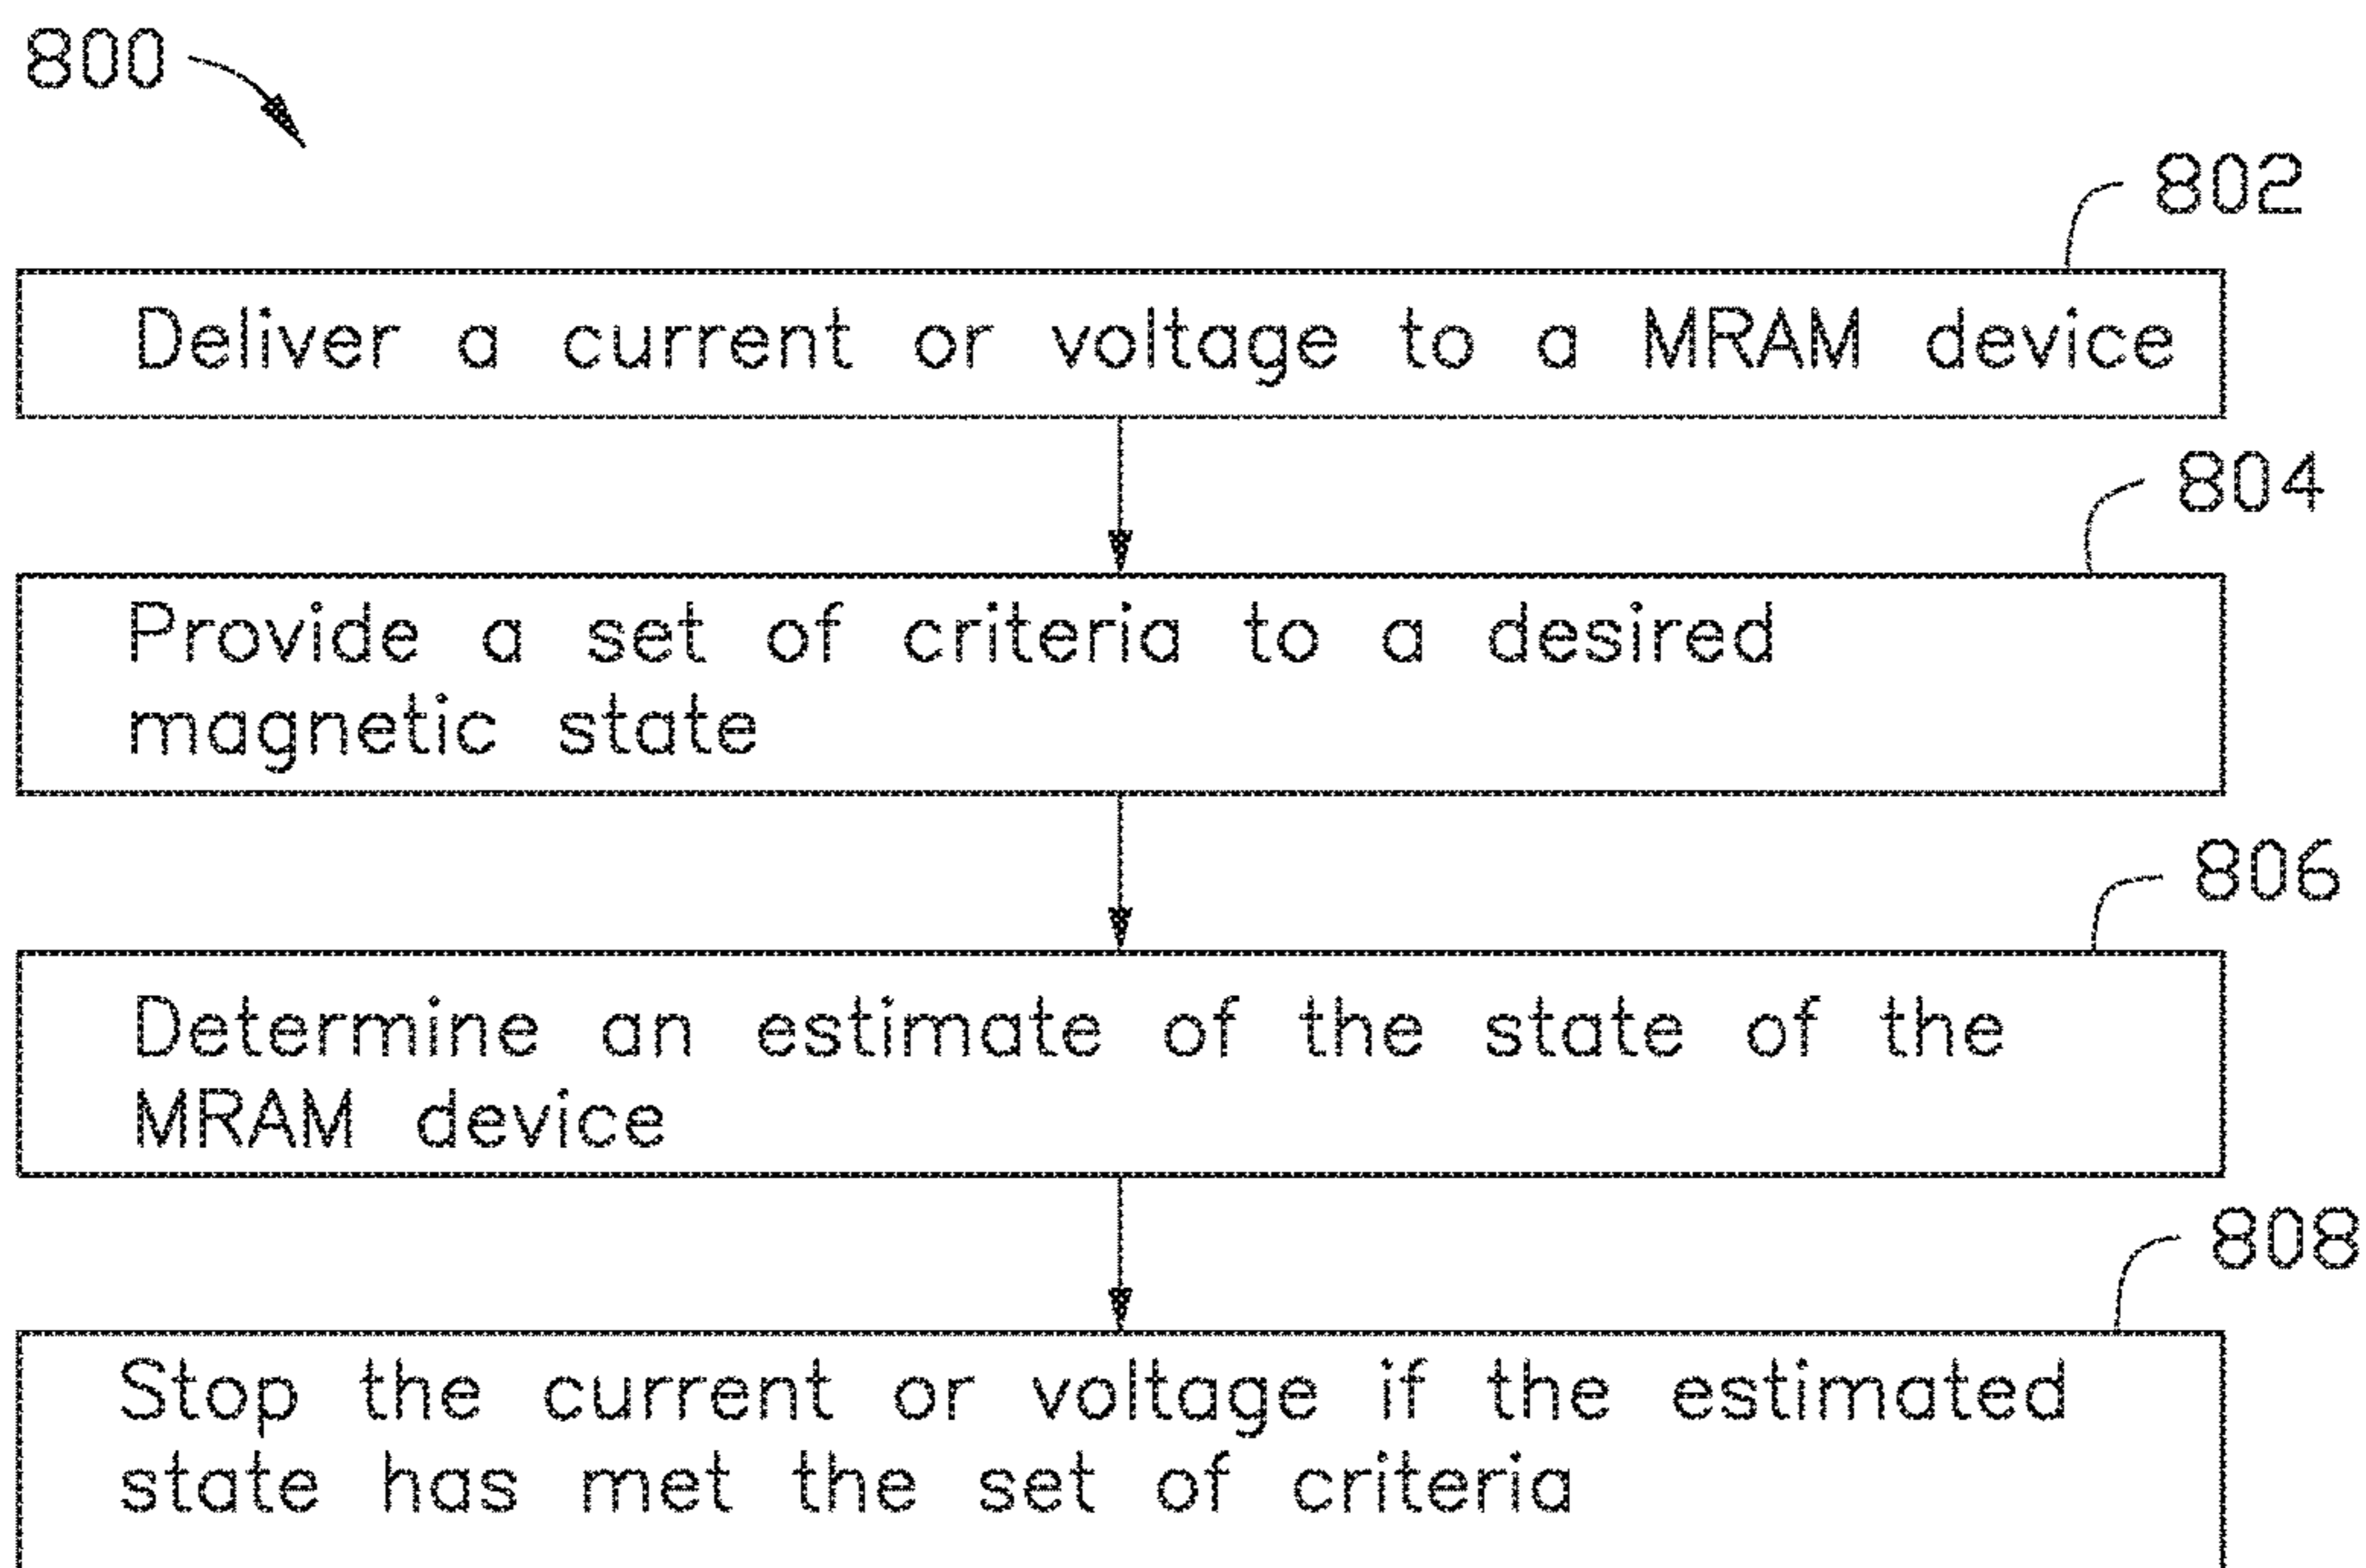 800
802
Deliver a current or voltage to a MRAM device
804
Provide a set of criteria to a desired
magnetic state
806
Determine an estimate of the state of the
MRAM device
808
Stop the current or voltage if the estimated
state has met the set of criteria